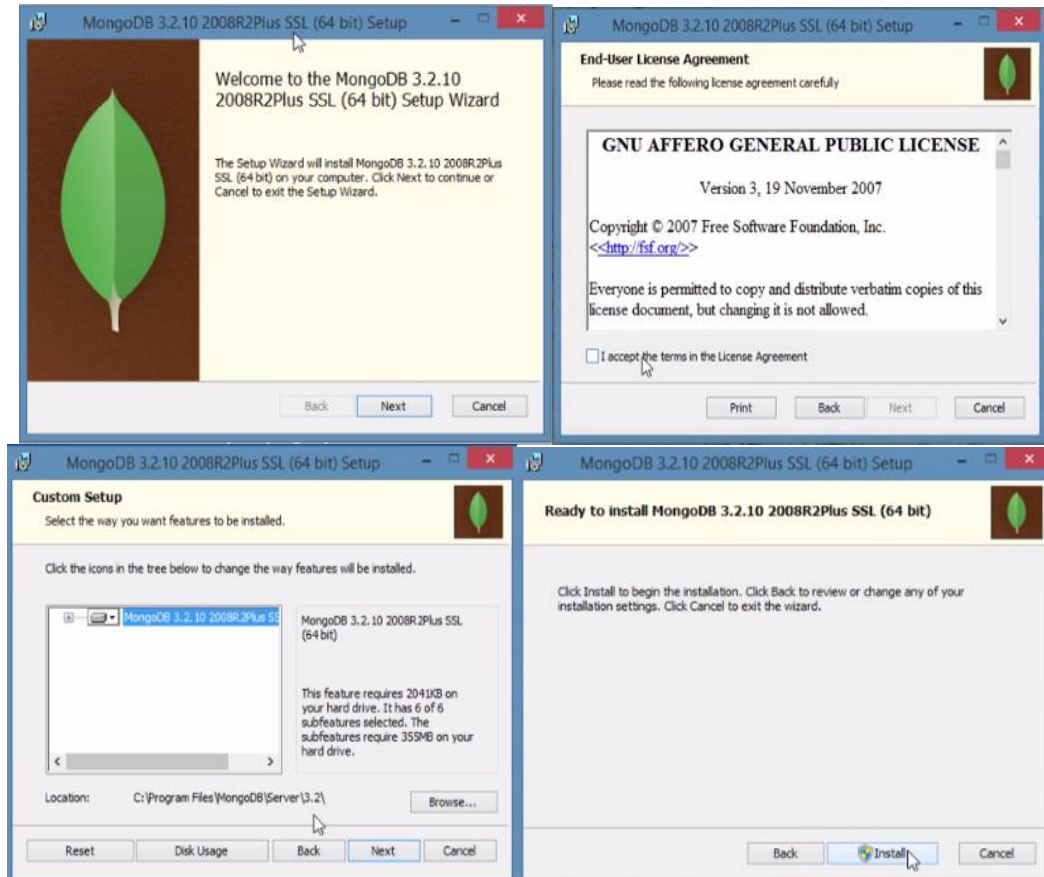 MongoDB 3.2.10 2008R2Plus SSL (64 bit) Setup
Welcome to the MongoDB 3.2.10
2008R2Plus SSL (64 bit) Setup Wizard
The Setup Wizard will install MongoDB 3.2.10 2008R2Plus
SSL (64 bit) on your computer. Click Next to continue or
Cancel to exit the Setup Wizard.
Back Next Cancel
MongoDB 3.2.10 2008R2Plus SSL (64 bit) Setup
End-User License Agreement
Please read the following license agreement carefully
GNU AFFERO GENERAL PUBLIC LICENSE
Version 3, 19 November 2007
Copyright © 2007 Free Software Foundation, Inc.
<<http://fsf.org/>>
Everyone is permitted to copy and distribute verbatim copies of this
license document, but changing it is not allowed.
I accept the terms in the License Agreement
Print Back Next Cancel
MongoDB 3.2.10 2008R2Plus SSL (64 bit) Setup
Custom Setup
Select the way you want features to be installed.
Click the icons in the tree below to change the way features will be installed.
MongoDB 3.2.10 2008R2Plus SS
MongoDB 3.2.10 2008R2Plus SSL
(64 bit)
This feature requires 2041KB on
your hard drive. It has 6 of 6
subfeatures selected. The
subfeatures require 355MB on your
hard drive.
Location: C:\Program Files\MongoDB\Server\3.2\
Browse...
Reset Disk Usage Back Next Cancel
MongoDB 3.2.10 2008R2Plus SSL (64 bit) Setup
Ready to install MongoDB 3.2.10 2008R2Plus SSL (64 bit)
Click Install to begin the installation. Click Back to review or change any of your
installation settings. Click Cancel to exit the wizard.
Back Install Cancel